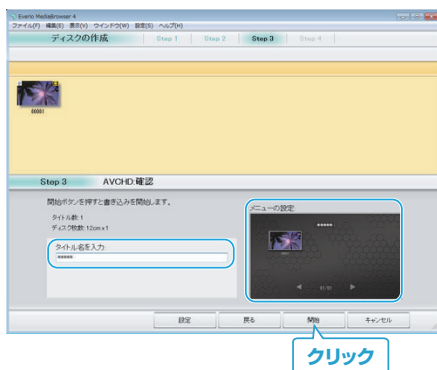 Everio MediaBrowser 4
ファイル(F) 編集(E) 表示(V) ウインドウ(W) 設定(S) ヘルプ(H)
ディスクの作成 Step 1 Step 2 Step 3 Step 4
00001
Step 3 AVCHD:確認
開始ボタンを押すと書き込みを開始します。
タイトル数: 1
ディスク枚数: 12cm x 1
タイトル名を入力:
*****
メニューの設定:
*****
01/01
設定 戻る 開始 キャンセル
クリック